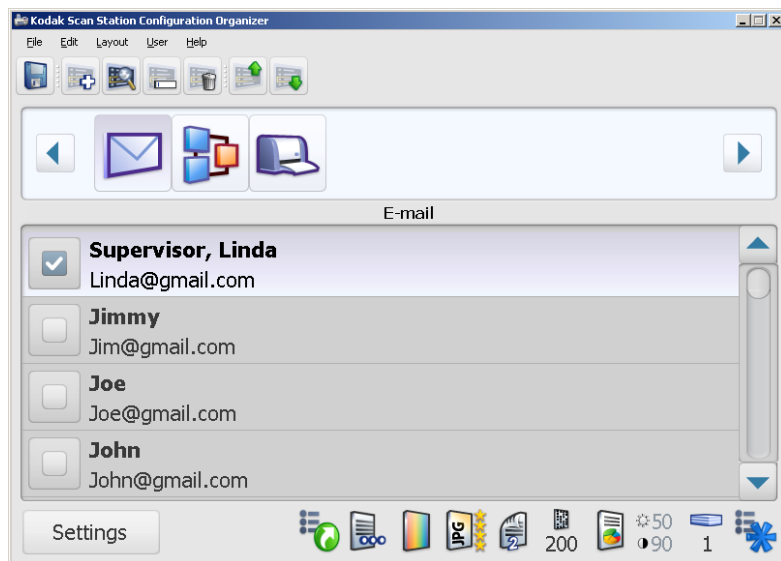 Kodak Scan Station Configuration Organizer
File Edit Layout User Help
E-mail
Supervisor, Linda
Linda@gmail.com
Jimmy
Jim@gmail.com
Joe
Joe@gmail.com
John
John@gmail.com
Settings
JPG
2
200
50
90
1